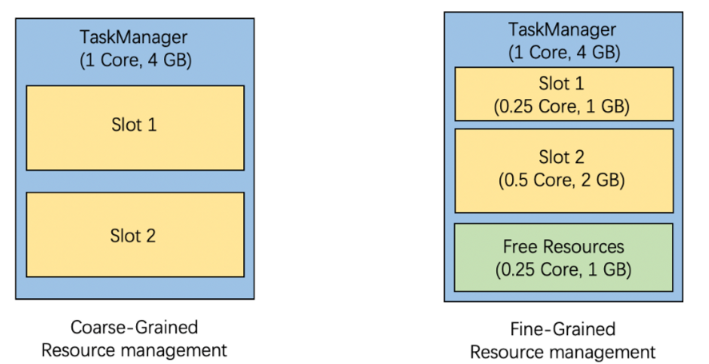 TaskManager
(1 Core, 4 GB)
Slot 1
Slot 2
Coarse-Grained
Resource management
TaskManager
(1 Core, 4 GB)
Slot 1
(0.25 Core, 1 GB)
Slot 2
(0.5 Core, 2 GB)
Free Resources
(0.25 Core, 1 GB)
Fine-Grained
Resource management